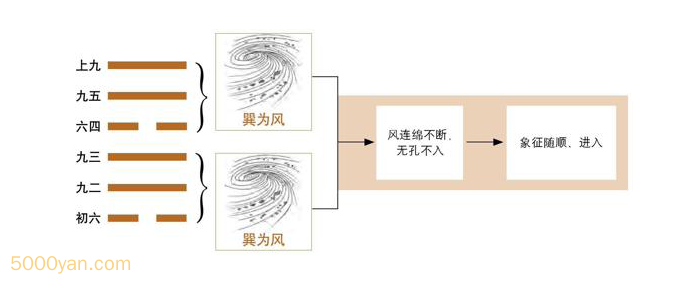 上九
九五
六四
九三
九二
初六
巽为风
巽为风
风连绵不断、
无孔不入
象征随顺、进入
5000yan.com